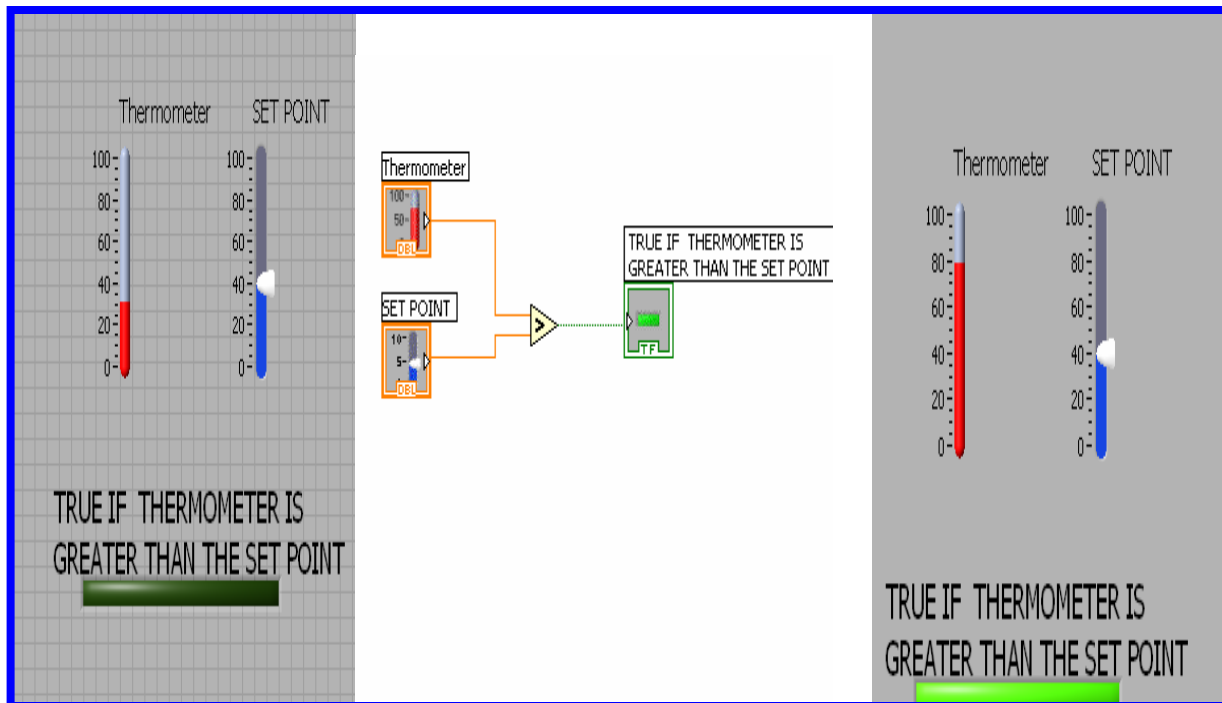 Thermometer SET POINT
100 100
80 80
60 60
40 40
20 20
0 0
TRUE IF THERMOMETER IS
GREATER THAN THE SET POINT
Thermometer
100
50
DBL
SET POINT
10
5
DBL
>
TRUE IF THERMOMETER IS
GREATER THAN THE SET POINT
TF
Thermometer SET POINT
100 100
80 80
60 60
40 40
20 20
0 0
TRUE IF THERMOMETER IS
GREATER THAN THE SET POINT